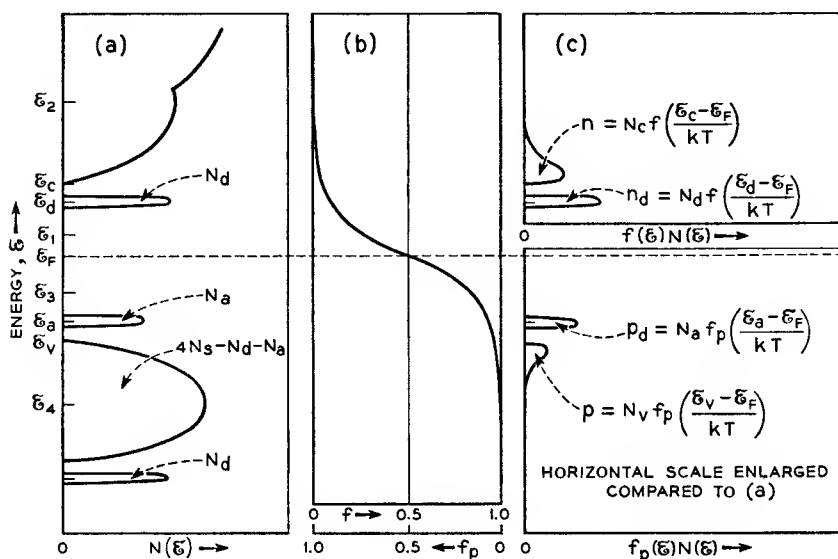 (a)
ENERGY, ℰ →
ℰ2
ℰc
ℰd
ℰ1
ℰF
ℰ3
ℰa
ℰv
ℰ4
Nd
Na
4Ns–Nd–Na
Nd
0
N(ℰ) →
(b)
0 f → 0.5 1.0
1.0 0.5 ← fp 0
(c)
n = Nc f ( ℰc–ℰF / kT )
nd = Nd f ( ℰd–ℰF / kT )
0
f(ℰ)N(ℰ) →
pd = Na fp ( ℰa–ℰF / kT )
p = Nv fp ( ℰv–ℰF / kT )
HORIZONTAL SCALE ENLARGED
COMPARED TO (a)
0
fp(ℰ)N(ℰ) →